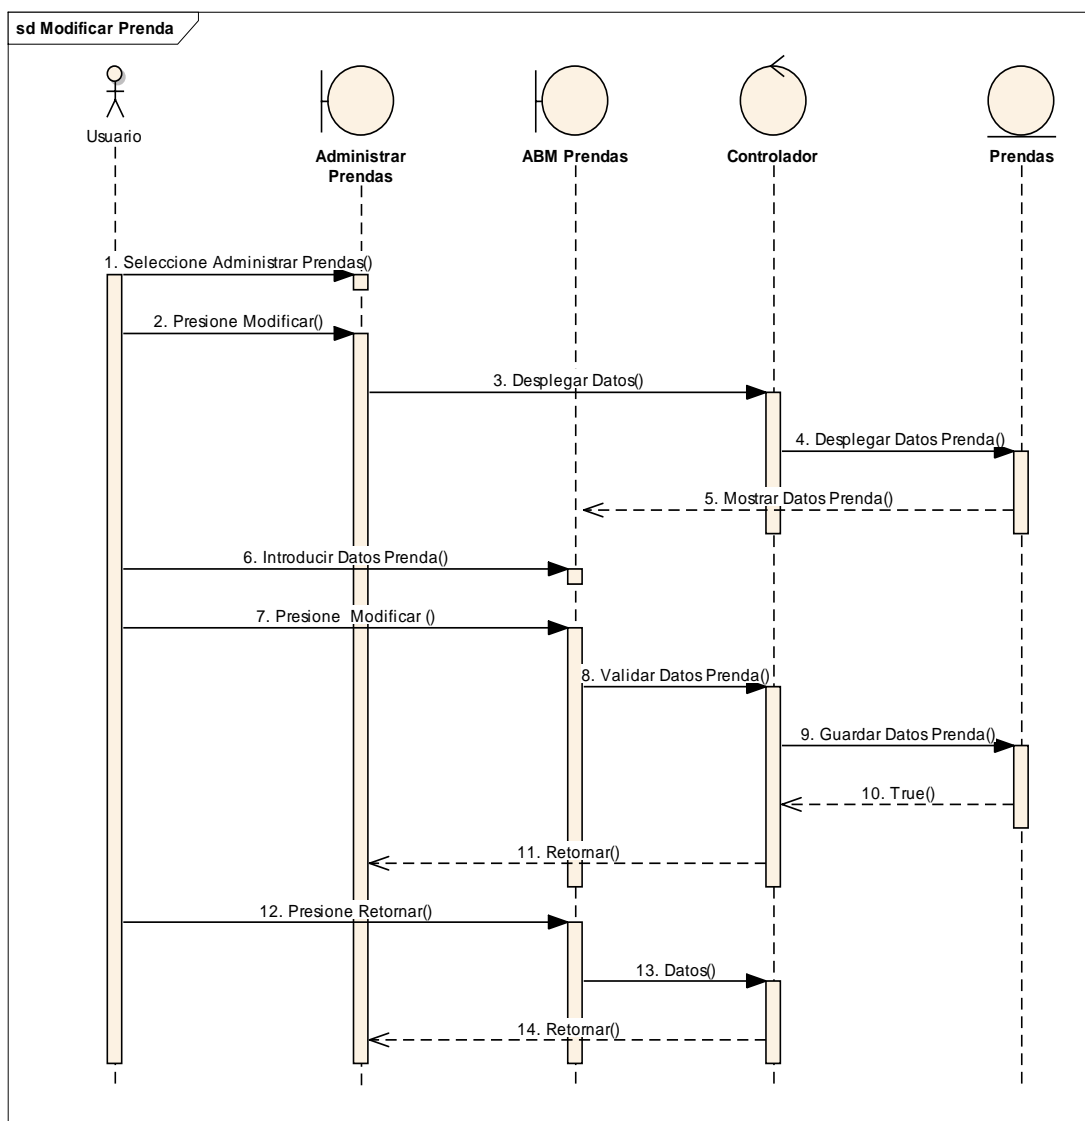 sd Modificar Prenda
Usuario
Administrar
Prendas
ABM Prendas
Controlador
Prendas
1. Seleccione Administrar Prendas()
2. Presione Modificar()
3. Desplegar Datos()
4. Desplegar Datos Prenda()
5. Mostrar Datos Prenda()
6. Introducir Datos Prenda()
7. Presione  Modificar ()
8. Validar Datos Prenda()
9. Guardar Datos Prenda()
10. True()
11. Retornar()
12. Presione Retornar()
13. Datos()
14. Retornar()